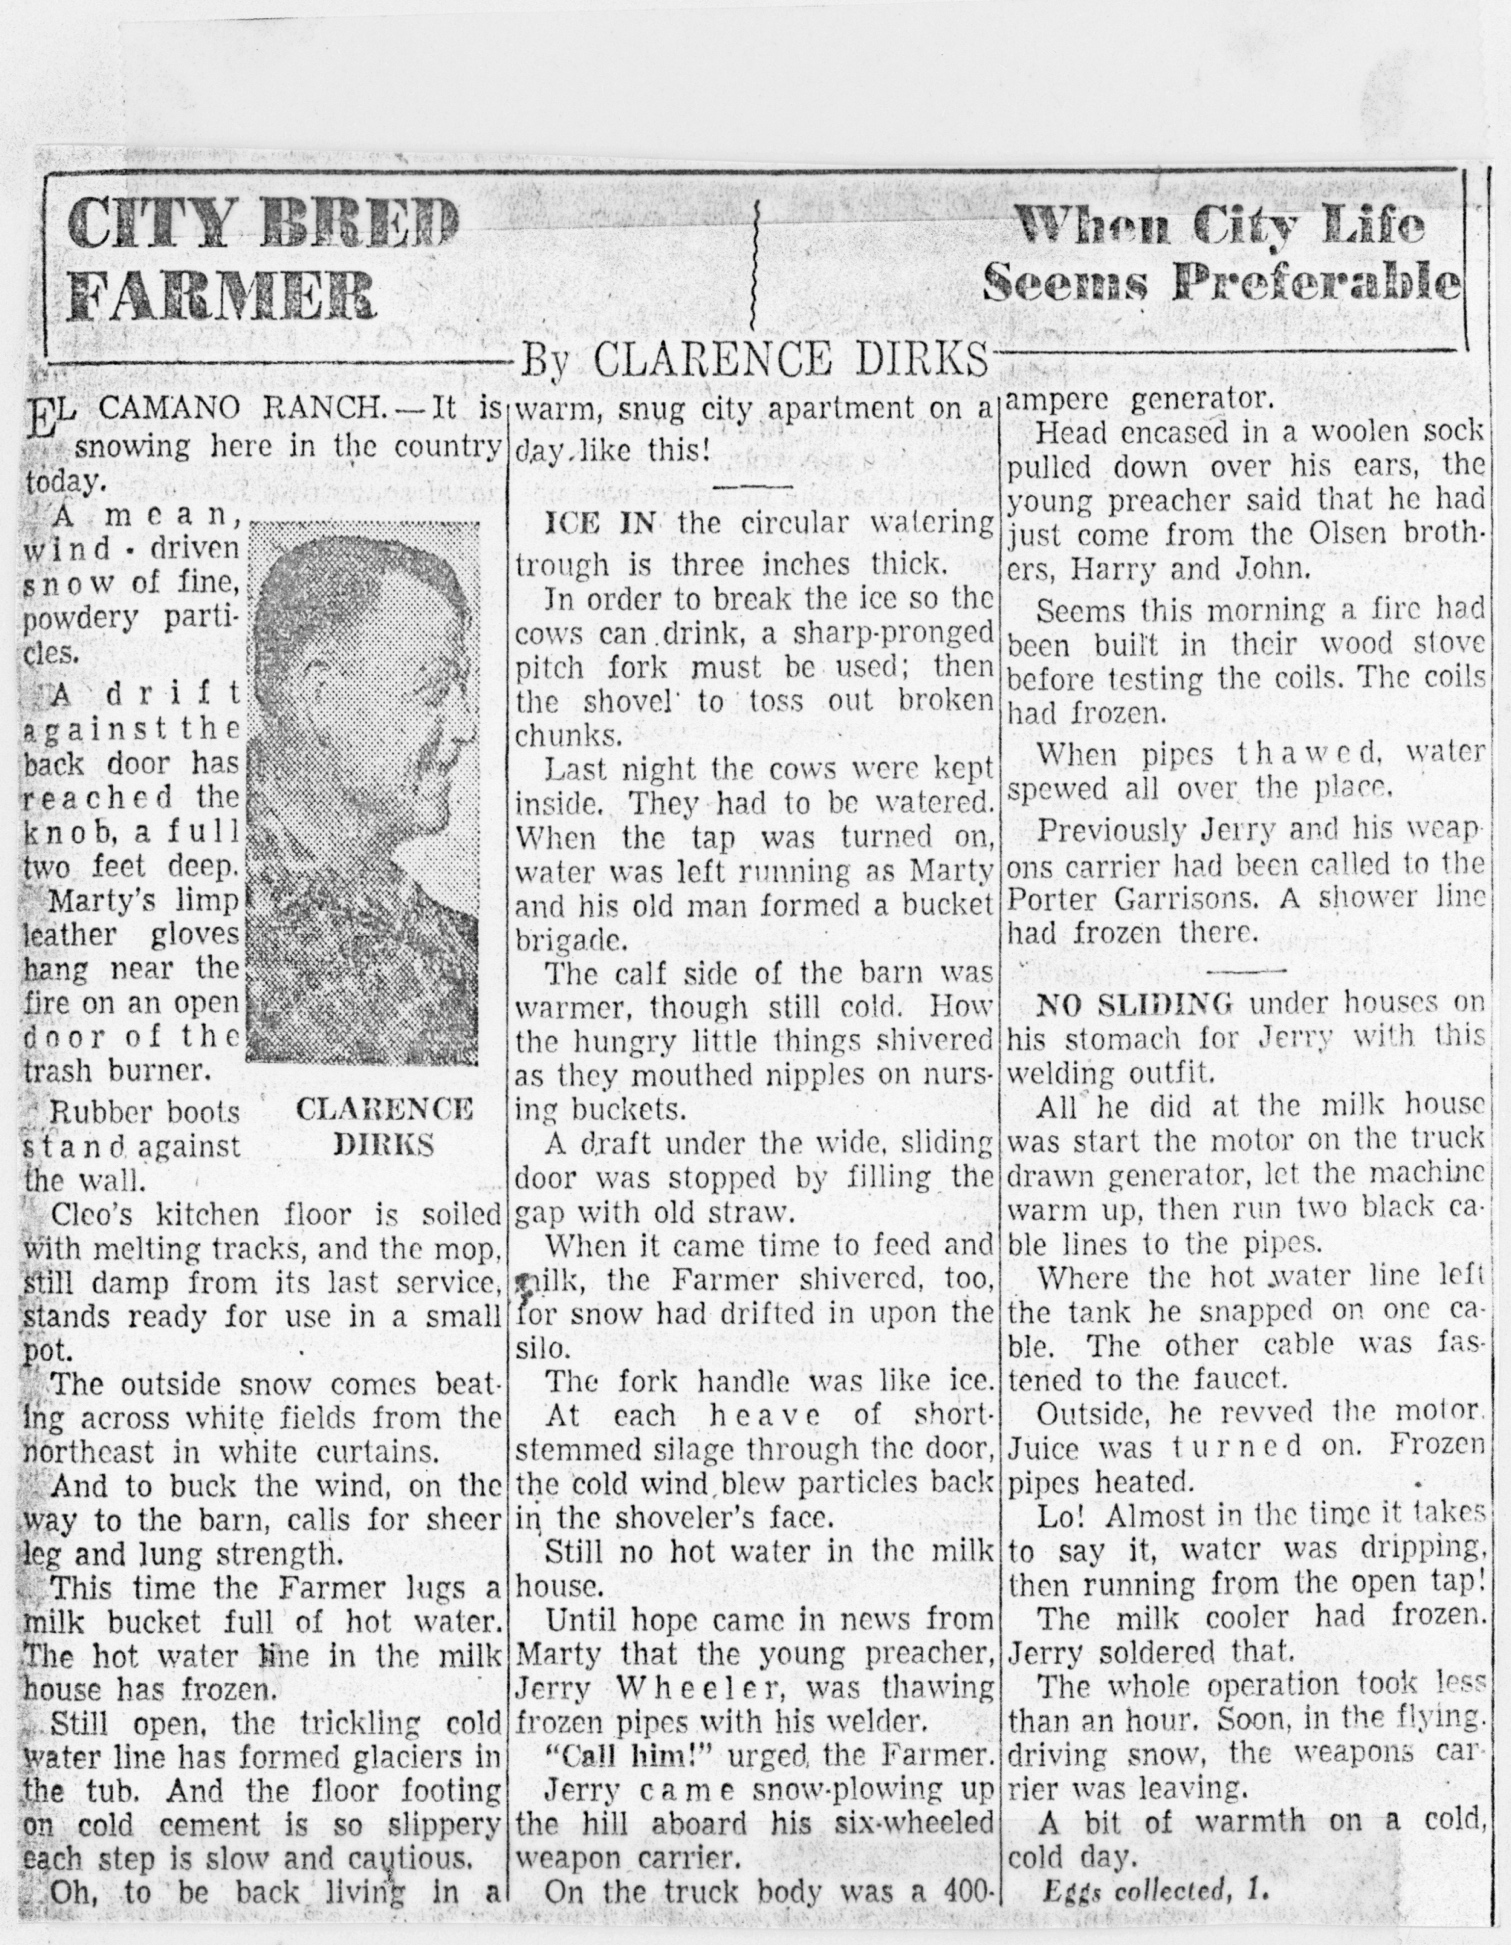 CITY BRED
FARMER
When City Life
Seems Preferable
By CLARENCE DIRKS
EL CAMANO RANCH.—It is
snowing here in the country
today.
A mean,
wind-driven
snow of fine,
powdery parti-
cles.
A drift
against the
back door has
reached the
knob, a full
two feet deep.
Marty's limp
leather gloves
hang near the
fire on an open
door of the
trash burner.
Rubber boots
stand against
the wall.
CLARENCE
DIRKS
Cleo's kitchen floor is soiled
with melting tracks, and the mop,
still damp from its last service,
stands ready for use in a small
pot.
The outside snow comes beat-
ing across white fields from the
northeast in white curtains.
And to buck the wind, on the
way to the barn, calls for sheer
leg and lung strength.
This time the Farmer lugs a
milk bucket full of hot water.
The hot water line in the milk
house has frozen.
Still open, the trickling cold
water line has formed glaciers in
the tub. And the floor footing
on cold cement is so slippery
each step is slow and cautious.
Oh, to be back living in a
warm, snug city apartment on a
day like this!
ICE IN the circular watering
trough is three inches thick.
In order to break the ice so the
cows can drink, a sharp-pronged
pitch fork must be used; then
the shovel to toss out broken
chunks.
Last night the cows were kept
inside. They had to be watered.
When the tap was turned on,
water was left running as Marty
and his old man formed a bucket
brigade.
The calf side of the barn was
warmer, though still cold. How
the hungry little things shivered
as they mouthed nipples on nurs-
ing buckets.
A draft under the wide, sliding
door was stopped by filling the
gap with old straw.
When it came time to feed and
milk, the Farmer shivered, too,
for snow had drifted in upon the
silo.
The fork handle was like ice.
At each heave of short-
stemmed silage through the door,
the cold wind blew particles back
in the shoveler's face.
Still no hot water in the milk
house.
Until hope came in news from
Marty that the young preacher,
Jerry Wheeler, was thawing
frozen pipes with his welder.
"Call him!" urged the Farmer.
Jerry came snow-plowing up
the hill aboard his six-wheeled
weapon carrier.
On the truck body was a 400-
ampere generator.
Head encased in a woolen sock
pulled down over his ears, the
young preacher said that he had
just come from the Olsen broth-
ers, Harry and John.
Seems this morning a fire had
been built in their wood stove
before testing the coils. The coils
had frozen.
When pipes thawed, water
spewed all over the place.
Previously Jerry and his weap-
ons carrier had been called to the
Porter Garrisons. A shower line
had frozen there.
NO SLIDING under houses on
his stomach for Jerry with this
welding outfit.
All he did at the milk house
was start the motor on the truck
drawn generator, let the machine
warm up, then run two black ca-
ble lines to the pipes.
Where the hot water line left
the tank he snapped on one ca-
ble. The other cable was fas-
tened to the faucet.
Outside, he revved the motor.
Juice was turned on. Frozen
pipes heated.
Lo! Almost in the time it takes
to say it, water was dripping,
then running from the open tap!
The milk cooler had frozen.
Jerry soldered that.
The whole operation took less
than an hour. Soon, in the flying,
driving snow, the weapons car-
rier was leaving.
A bit of warmth on a cold,
cold day.
Eggs collected, 1.